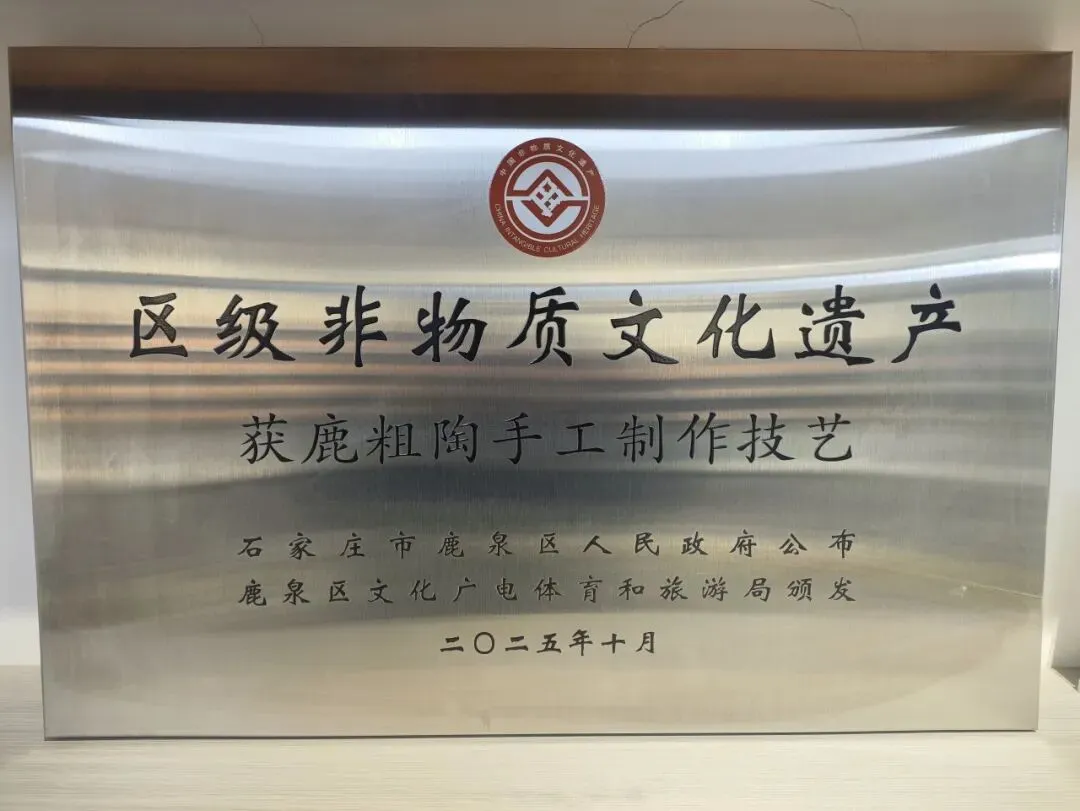 中国非物质文化遗产
CHINA INTANGIBLE CULTURAL HERITAGE
区级非物质文化遗产
获鹿粗陶手工制作技艺
石家庄市鹿泉区人民政府公布
鹿泉区文化广电体育和旅游局颁发
二〇二五年十月